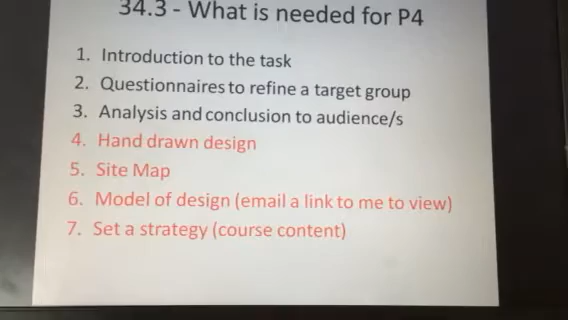 34.3 - What is needed for P4
1. Introduction to the task
2. Questionnaires to refine a target group
3. Analysis and conclusion to audience/s
4. Hand drawn design
5. Site Map
6. Model of design (email a link to me to view)
7. Set a strategy (course content)